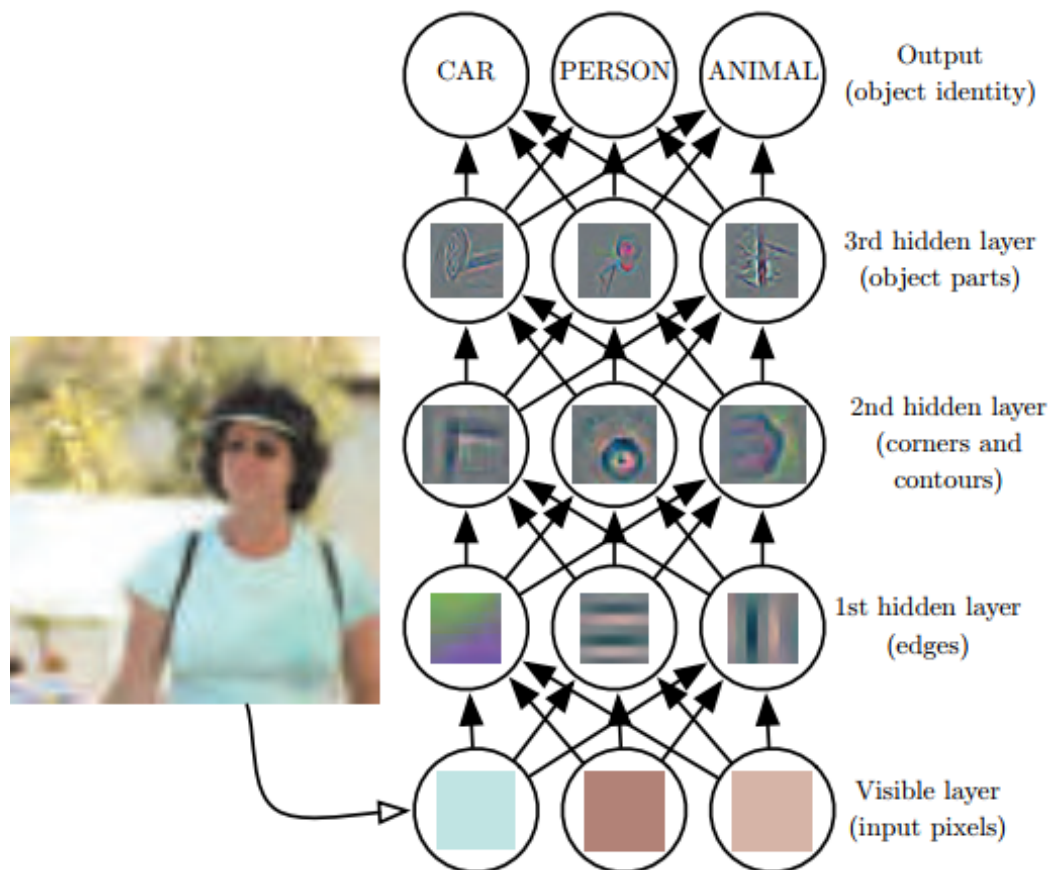 CAR PERSON ANIMAL
Output
(object identity)
3rd hidden layer
(object parts)
2nd hidden layer
(corners and
contours)
1st hidden layer
(edges)
Visible layer
(input pixels)